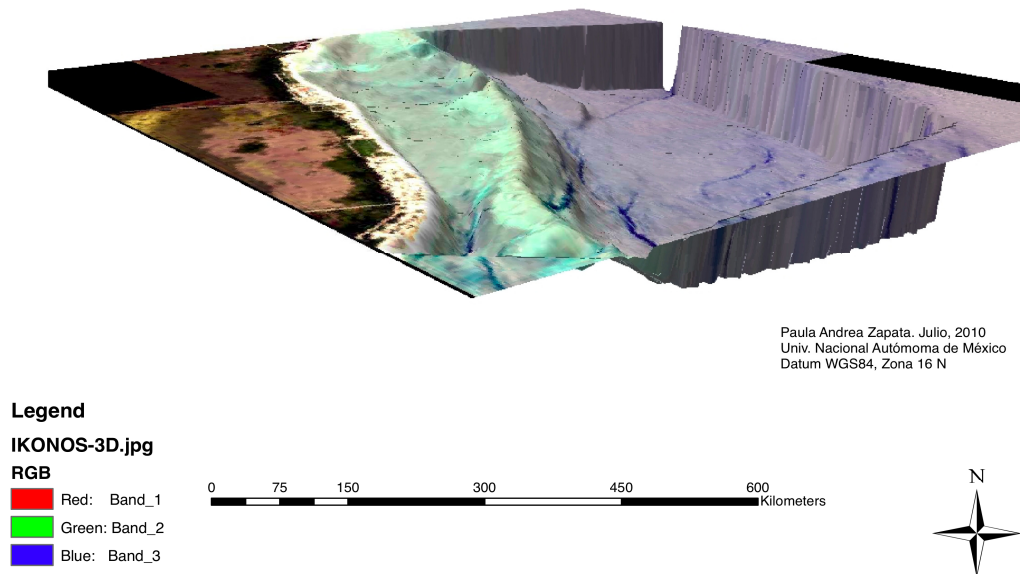 Paula Andrea Zapata. Julio, 2010
Univ. Nacional Autómoma de México
Datum WGS84, Zona 16 N
Legend
IKONOS-3D.jpg
RGB
Red: Band_1
Green: Band_2
Blue: Band_3
0 75 150 300 450 600
Kilometers
N